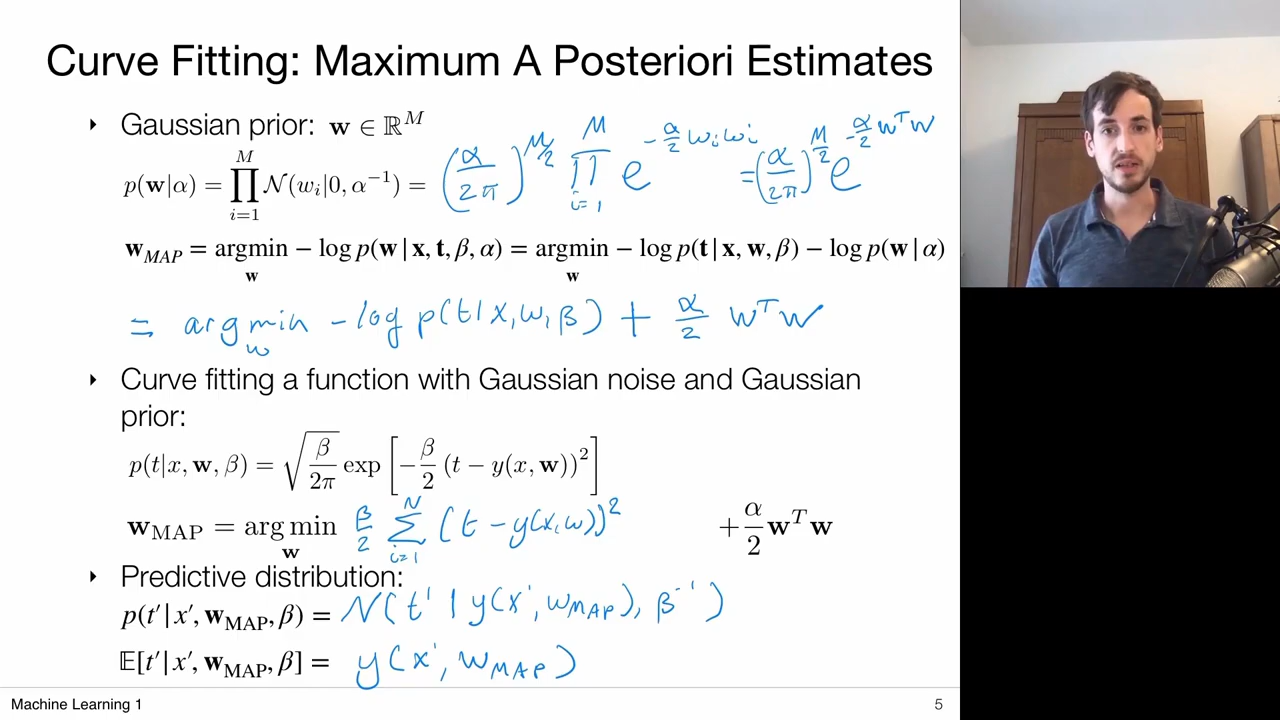 Curve Fitting: Maximum A Posteriori Estimates
‣ Gaussian prior: w ∈ ℝ^M
p(w|α) = ∏_{i=1}^{M} 𝒩(w_i|0, α^{-1}) = (α/2π)^{M/2} ∏_{i=1}^{M} e^{-α/2 w_i w_i} = (α/2π)^{M/2} e^{-α/2 w^T w}
w_MAP = argmin_w − log p(w | x, t, β, α) = argmin_w − log p(t | x, w, β) − log p(w | α)
= argmin_w − log p(t | x, w, β) + α/2 w^T w
‣ Curve fitting a function with Gaussian noise and Gaussian
prior:
p(t|x, w, β) = √(β/2π) exp [−β/2 (t − y(x, w))^2]
w_MAP = arg min_w β/2 ∑_{i=1}^{N} (t − y(x, w))^2 + α/2 w^T w
‣ Predictive distribution:
p(t′ | x′, w_MAP, β) = N(t′ | y(x′, w_MAP), β^{-1})
𝔼[t′ | x′, w_MAP, β] = y(x′, w_MAP)
Machine Learning 1
5